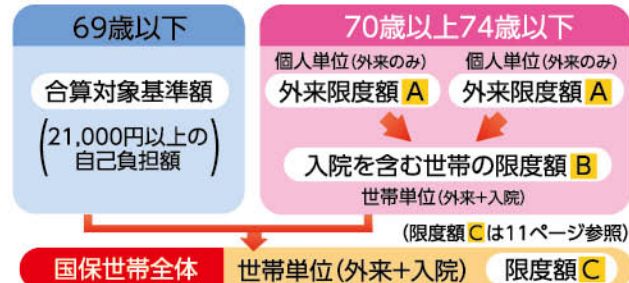 69歳以下
合算対象基準額
(21,000円以上の
自己負担額)
70歳以上74歳以下
個人単位(外来のみ)
外来限度額 A
個人単位(外来のみ)
外来限度額 A
入院を含む世帯の限度額 B
世帯単位(外来+入院)
(限度額 C は11ページ参照)
国保世帯全体 世帯単位(外来+入院) 限度額 C